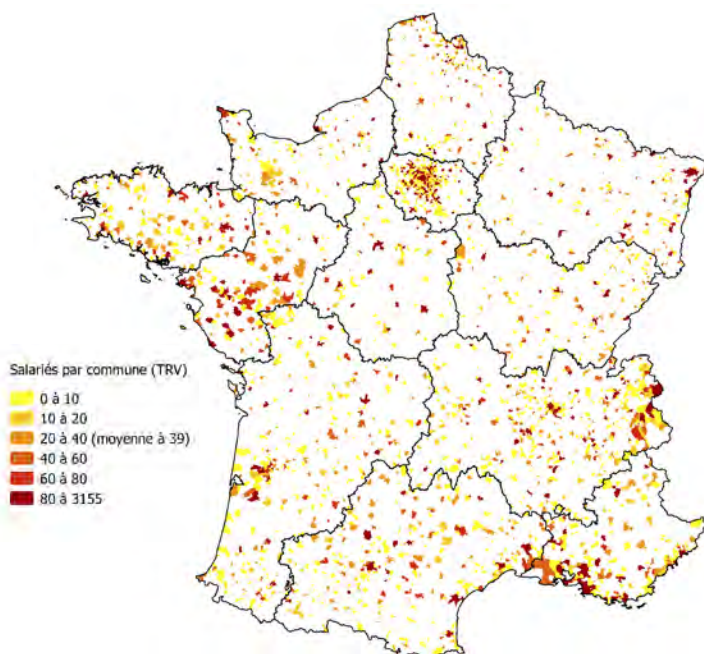 Salariés par commune (TRV)
0 à 10
10 à 20
20 à 40 (moyenne à 39)
40 à 60
60 à 80
80 à 3155